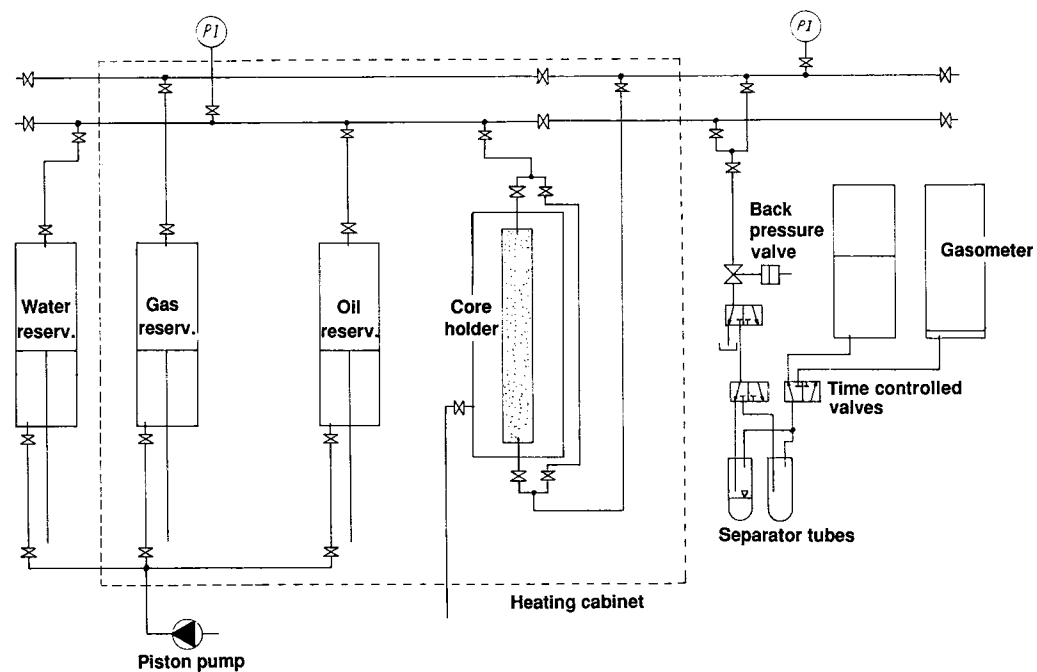 PI
PI
Back
pressure
valve
Gasometer
Water
reserv.
Gas
reserv.
Oil
reserv.
Core
holder
Time controlled
valves
Separator tubes
Heating cabinet
Piston pump